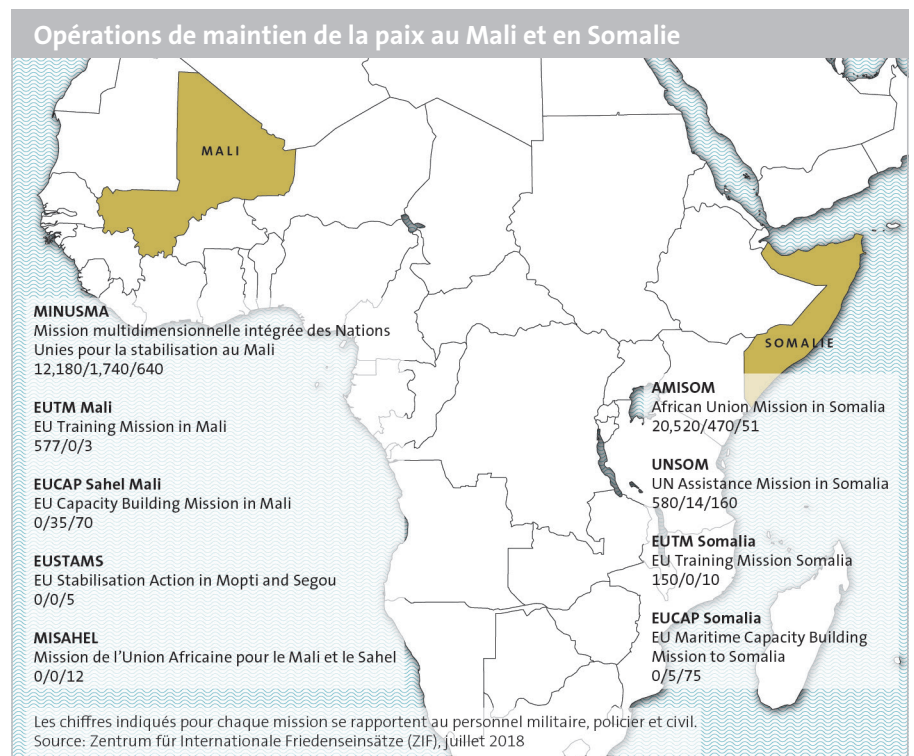 Opérations de maintien de la paix au Mali et en Somalie
MALI
SOMALIE
MINUSMA
Mission multidimensionnelle intégrée des Nations
Unies pour la stabilisation au Mali
12,180/1,740/640
EUTM Mali
EU Training Mission in Mali
577/0/3
EUCAP Sahel Mali
EU Capacity Building Mission in Mali
0/35/70
EUSTAMS
EU Stabilisation Action in Mopti and Segou
0/0/5
MISAHEL
Mission de l’Union Africaine pour le Mali et le Sahel
0/0/12
AMISOM
African Union Mission in Somalia
20,520/470/51
UNSOM
UN Assistance Mission in Somalia
580/14/160
EUTM Somalia
EU Training Mission Somalia
150/0/10
EUCAP Somalia
EU Maritime Capacity Building
Mission to Somalia
0/5/75
Les chiffres indiqués pour chaque mission se rapportent au personnel militaire, policier et civil.
Source: Zentrum für Internationale Friedenseinsätze (ZIF), juillet 2018